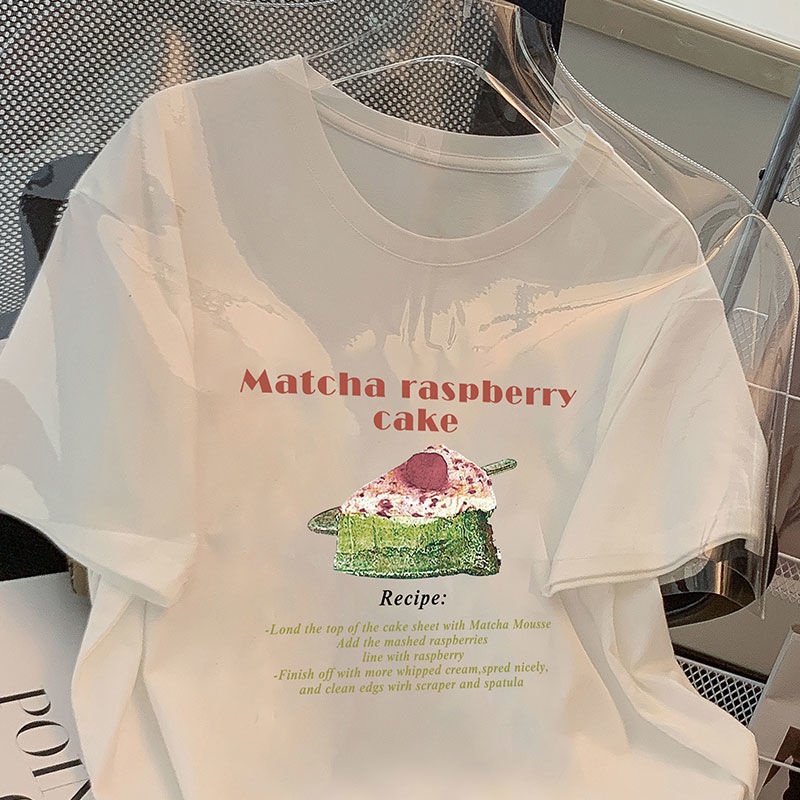 Matcha raspberry
cake
Recipe:
-Lond the top of the cake sheet with Matcha Mousse
Add the mashed raspberries
line with raspberry
-Finish off with more whipped cream,spred nicely,
and clean edgs wirh scraper and spatula
POIN